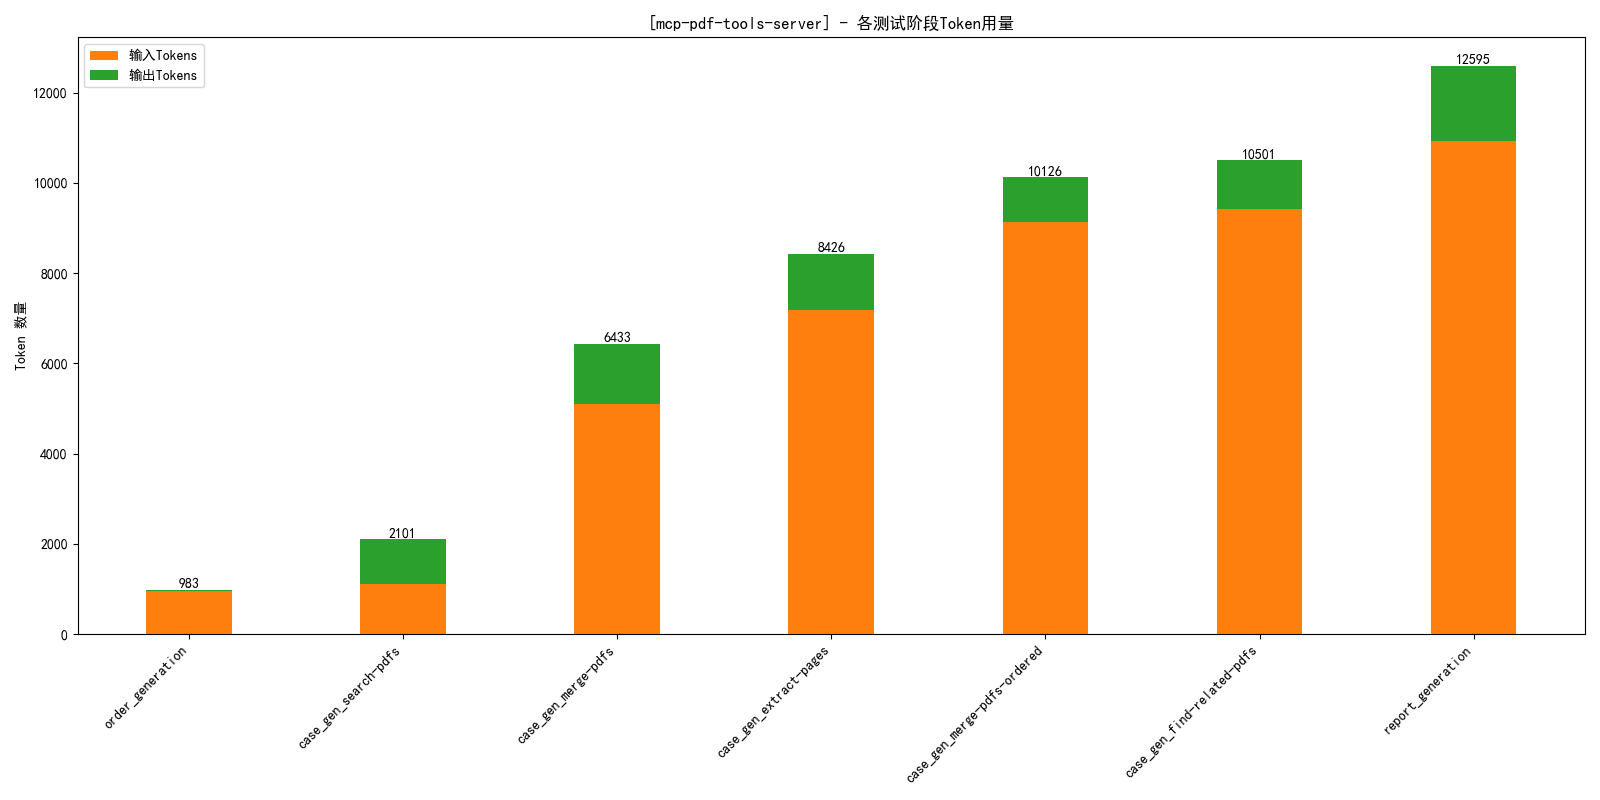 [mcp-pdf-tools-server] - 各测试阶段Token用量
输入Tokens
输出Tokens
Token 数量
12000
10000
8000
6000
4000
2000
0
983
2101
6433
8426
10126
10501
12595
order_generation
case_gen_search-pdfs
case_gen_merge-pdfs
case_gen_extract-pages
case_gen_merge-pdfs-ordered
case_gen_find-related-pdfs
report_generation